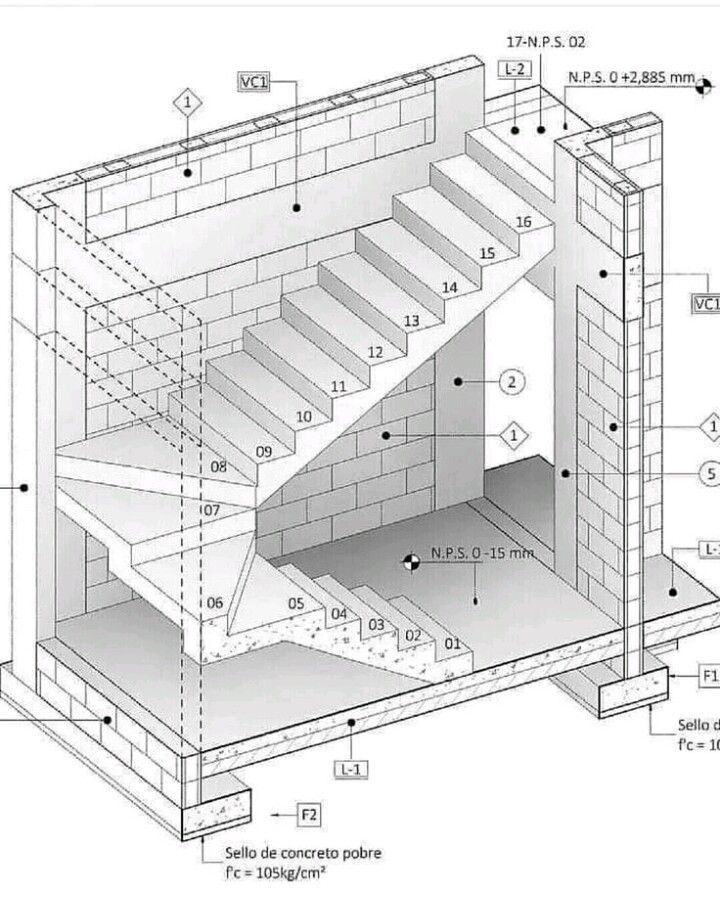 17-N.P.S. 02
L-2
N.P.S. 0 +2,885 mm
VC1
1
16
15
14
13
12
11
10
09
08
07
06
05
04
03
02
01
VC1
2
1
1
5
N.P.S. 0 -15 mm
L-
F1
Sello d
f'c = 10
L-1
F2
Sello de concreto pobre
f'c = 105kg/cm²